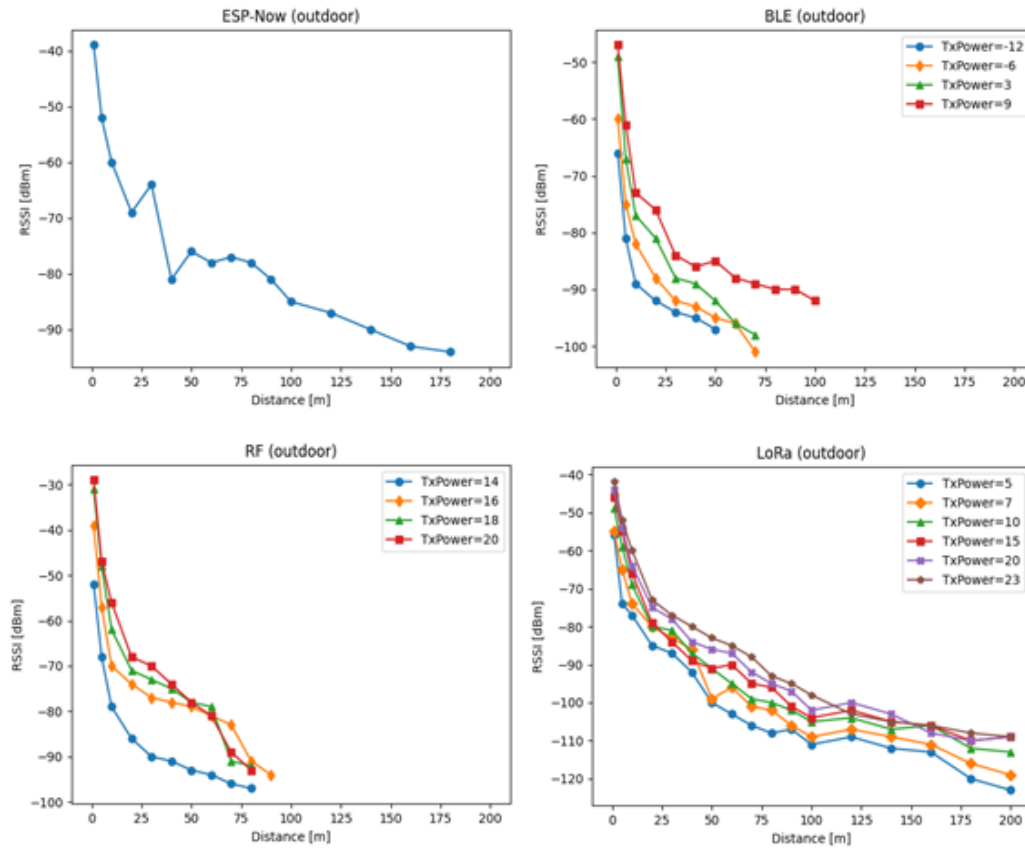 ESP-Now (outdoor)
−40
−50
−60
−70
−80
−90
RSSI [dBm]
0 25 50 75 100 125 150 175 200
Distance [m]
BLE (outdoor)
TxPower=-12
TxPower=-6
TxPower=3
TxPower=9
−50
−60
−70
−80
−90
−100
RSSI [dBm]
0 25 50 75 100 125 150 175 200
Distance [m]
RF (outdoor)
TxPower=14
TxPower=16
TxPower=18
TxPower=20
−30
−40
−50
−60
−70
−80
−90
−100
RSSI [dBm]
0 25 50 75 100 125 150 175 200
Distance [m]
LoRa (outdoor)
TxPower=5
TxPower=7
TxPower=10
TxPower=15
TxPower=20
TxPower=23
−40
−50
−60
−70
−80
−90
−100
−110
−120
RSSI [dBm]
0 25 50 75 100 125 150 175 200
Distance [m]